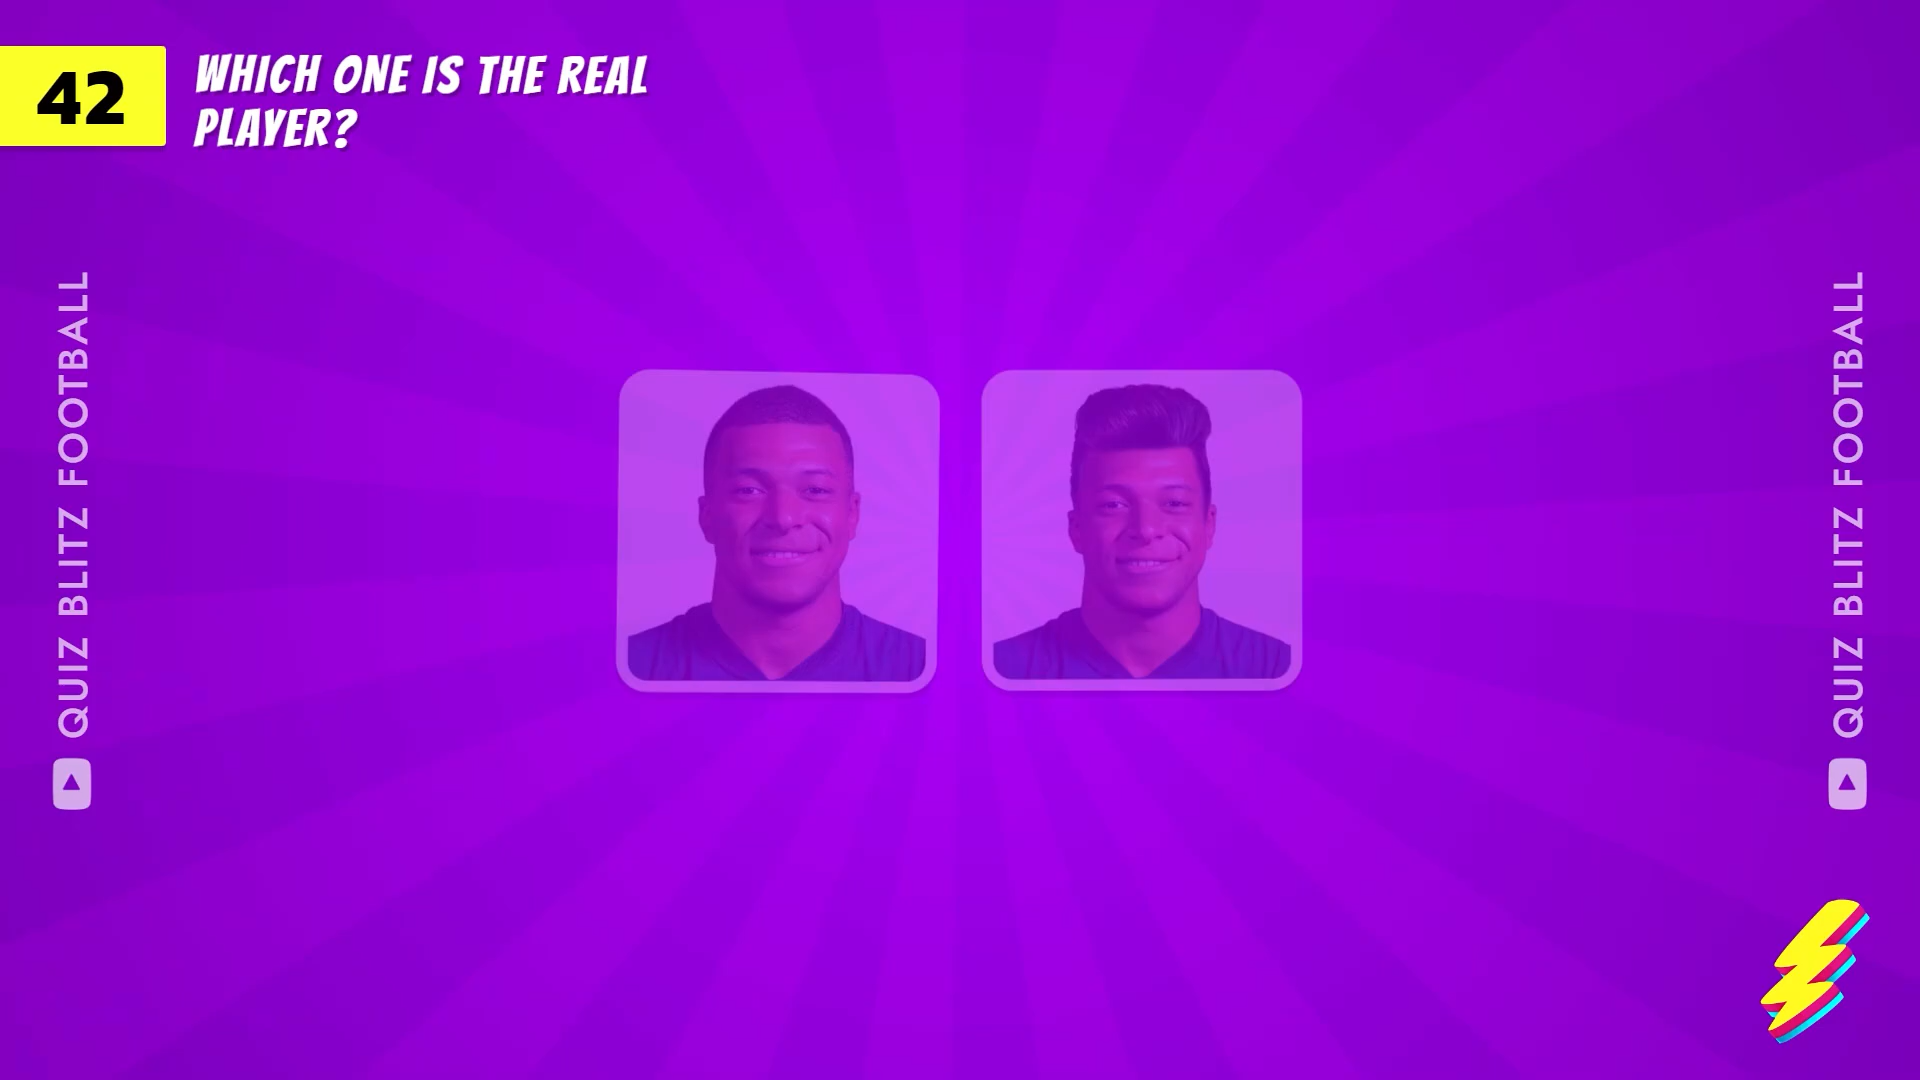 42
WHICH ONE IS THE REAL
PLAYER?
QUIZ BLITZ FOOTBALL
QUIZ BLITZ FOOTBALL